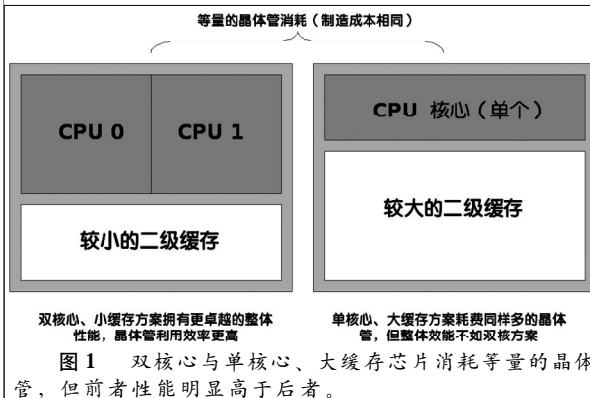 等量的晶体管消耗（制造成本相同）
CPU 0
CPU 1
较小的二级缓存
CPU 核心（单个）
较大的二级缓存
双核心、小缓存方案拥有更卓越的整体
性能，晶体管利用效率更高
单核心、大缓存方案耗费同样多的晶体
管，但整体效能不如双核方案
图1 双核心与单核心、大缓存芯片消耗等量的晶体
管，但前者性能明显高于后者。